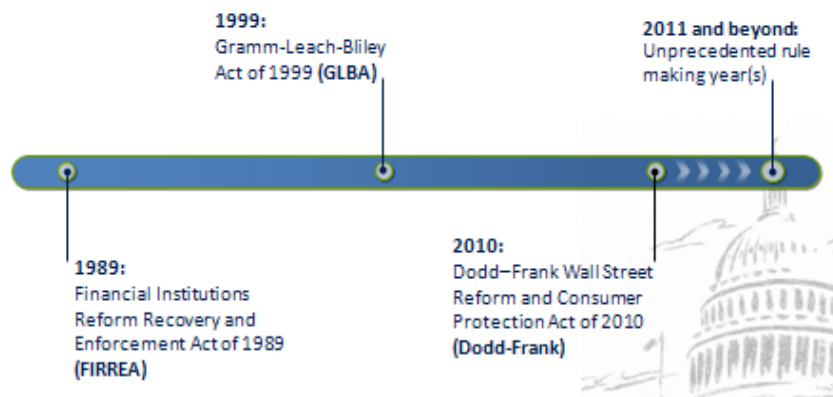 1999:
Gramm-Leach-Bliley
Act of 1999 (GLBA)
2011 and beyond:
Unprecedented rule
making year(s)
1989:
Financial Institutions
Reform Recovery and
Enforcement Act of 1989
(FIRREA)
2010:
Dodd–Frank Wall Street
Reform and Consumer
Protection Act of 2010
(Dodd-Frank)